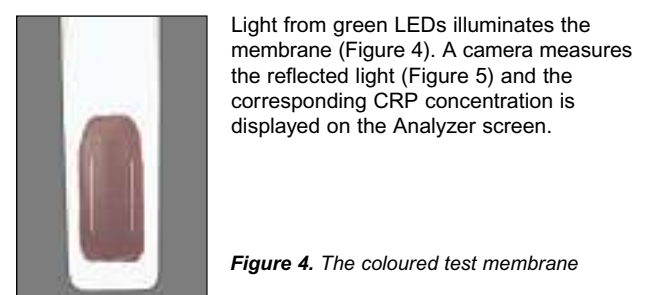 Light from green LEDs illuminates the
membrane (Figure 4). A camera measures
the reflected light (Figure 5) and the
corresponding CRP concentration is
displayed on the Analyzer screen.
Figure 4. The coloured test membrane